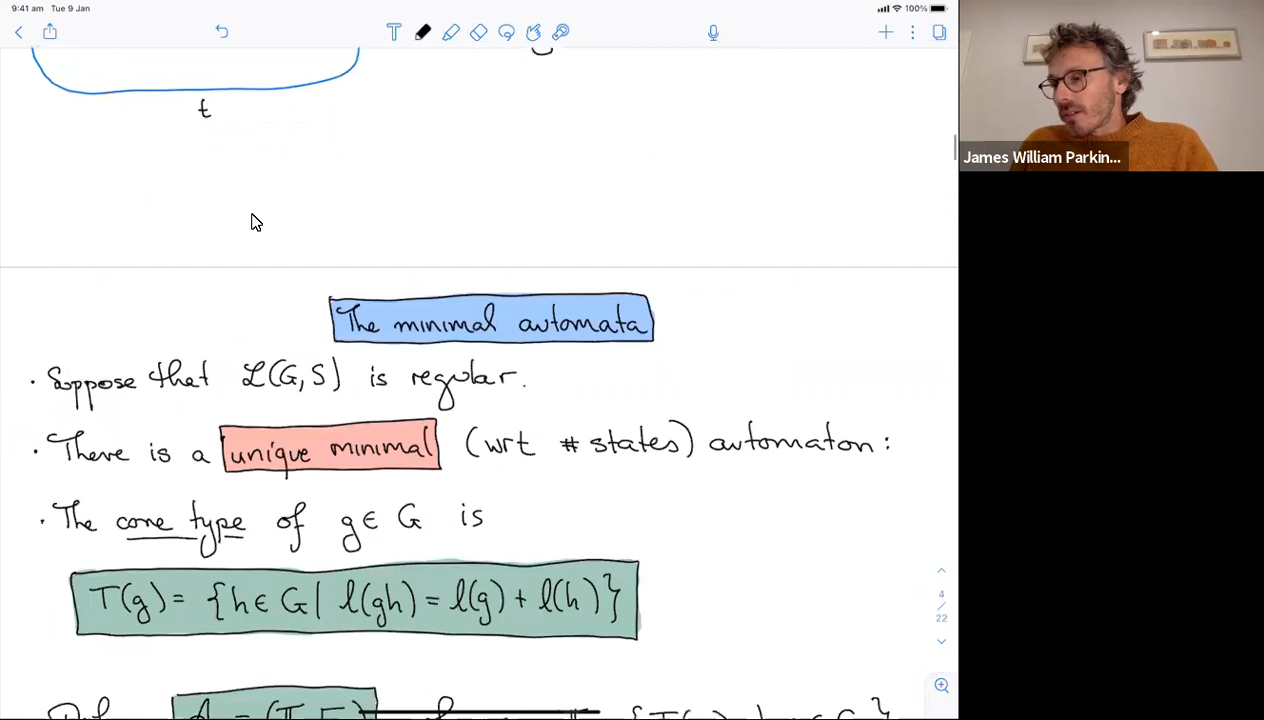 9:41 am Tue 9 Jan
100%
t
James William Parkin...
The minimal automata
· Suppose that L(G,S) is regular.
· There is a unique minimal (wrt # states) automaton:
· The cone type of g∈ G is
T(g) = {h∈ G | l(gh) = l(g) + l(h)}
4
/
22